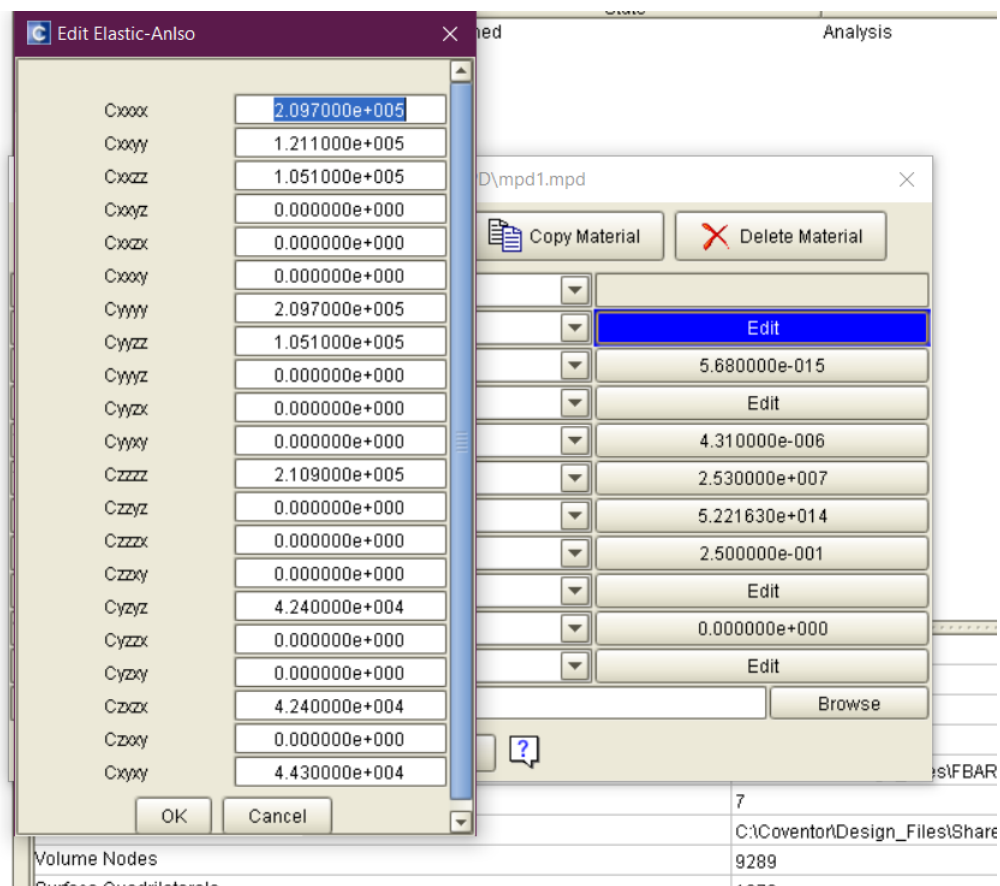 Edit Elastic-AnIso
ned
Analysis
Cxxxx 2.097000e+005
Cxxyy 1.211000e+005
Cxxzz 1.051000e+005
Cxxyz 0.000000e+000
Cxxzx 0.000000e+000
Cxxxy 0.000000e+000
Cyyyy 2.097000e+005
Cyyzz 1.051000e+005
Cyyyz 0.000000e+000
Cyyzx 0.000000e+000
Cyyxy 0.000000e+000
Czzzz 2.109000e+005
Czzyz 0.000000e+000
Czzzx 0.000000e+000
Czzxy 0.000000e+000
Cyzyz 4.240000e+004
Cyzzx 0.000000e+000
Cyzxy 0.000000e+000
Czxzx 4.240000e+004
Czxxy 0.000000e+000
Cxyxy 4.430000e+004
OK Cancel
PD\mpd1.mpd
Copy Material Delete Material
Edit
5.680000e-015
Edit
4.310000e-006
2.530000e+007
5.221630e+014
2.500000e-001
Edit
0.000000e+000
Edit
Browse
es\FBAR
7
C:\Coventor\Design_Files\Share
Volume Nodes 9289